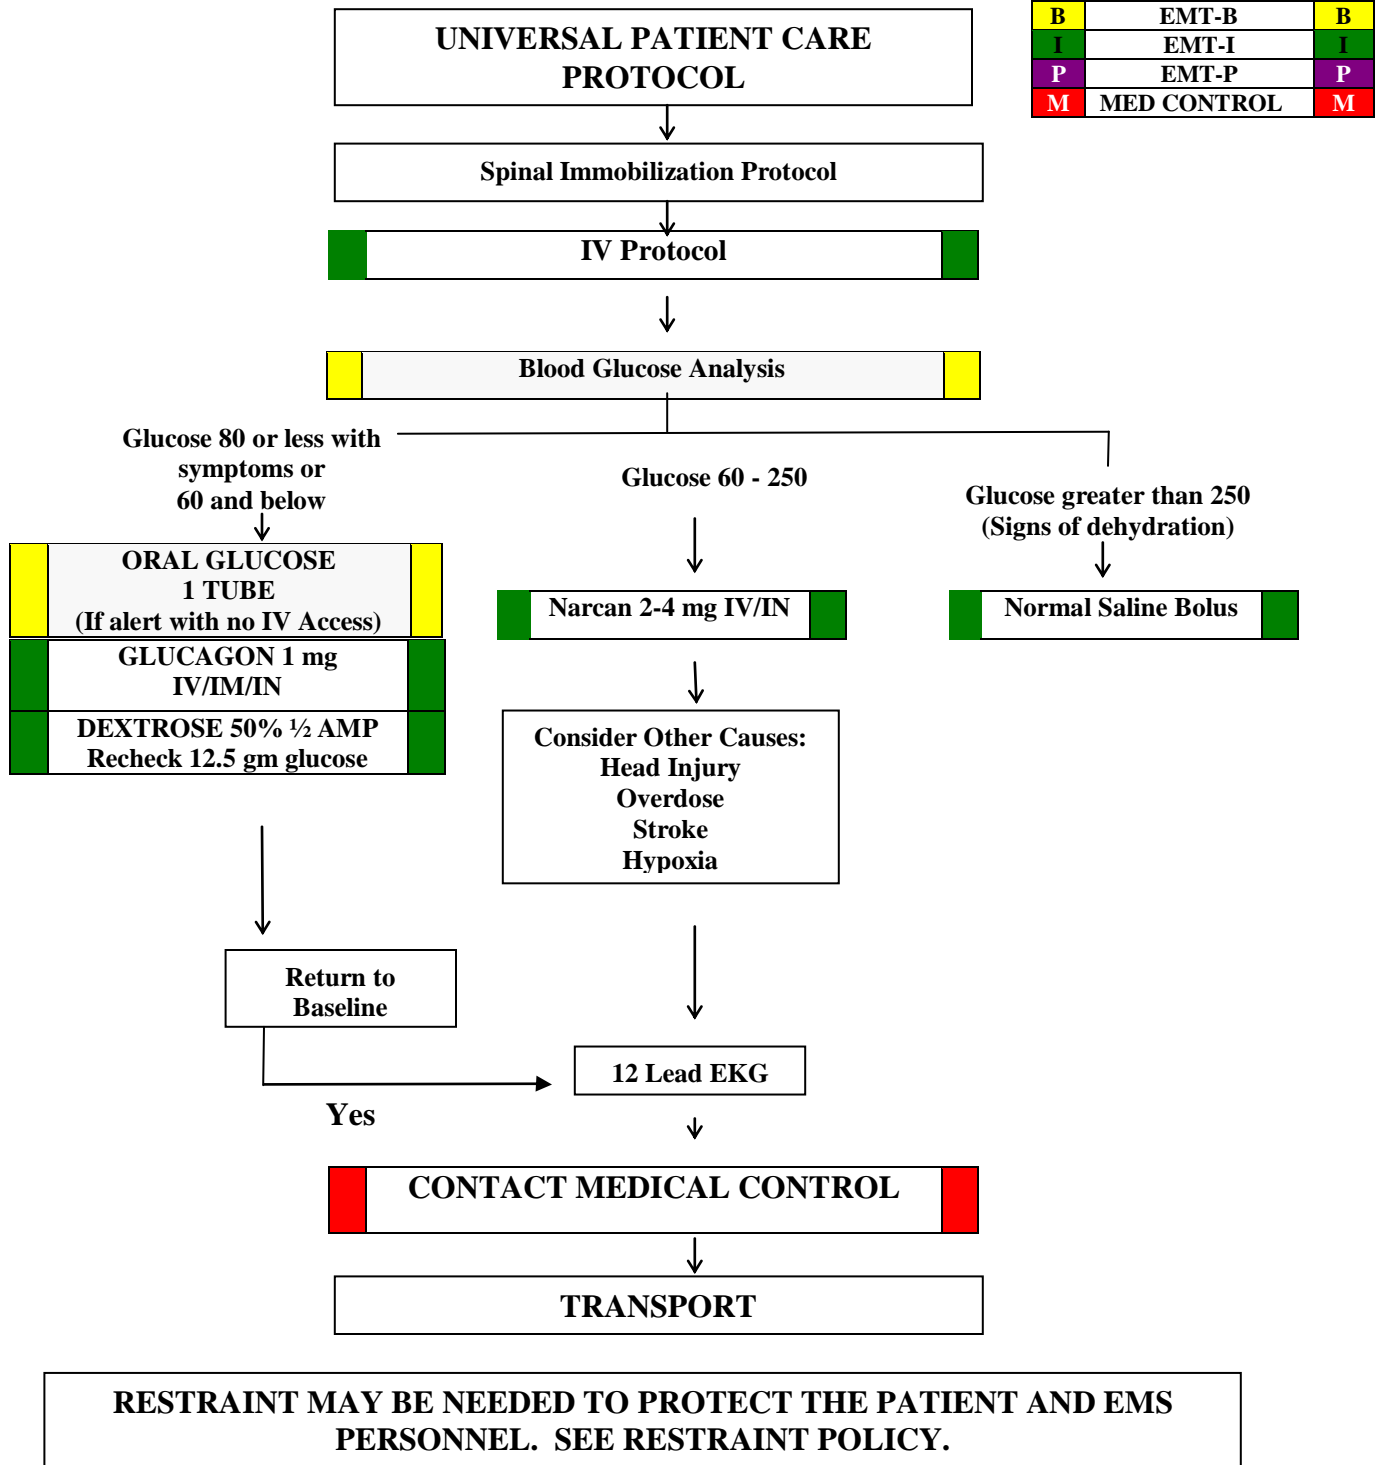 UNIVERSAL PATIENT CARE
PROTOCOL
B EMT-B B
I EMT-I I
P EMT-P P
M MED CONTROL M
Spinal Immobilization Protocol
IV Protocol
Blood Glucose Analysis
Glucose 80 or less with
symptoms or
60 and below
Glucose 60 - 250
Glucose greater than 250
(Signs of dehydration)
ORAL GLUCOSE
1 TUBE
(If alert with no IV Access)
GLUCAGON 1 mg
IV/IM/IN
DEXTROSE 50% ½ AMP
Recheck 12.5 gm glucose
Narcan 2-4 mg IV/IN
Normal Saline Bolus
Consider Other Causes:
Head Injury
Overdose
Stroke
Hypoxia
Return to
Baseline
Yes
12 Lead EKG
CONTACT MEDICAL CONTROL
TRANSPORT
RESTRAINT MAY BE NEEDED TO PROTECT THE PATIENT AND EMS
PERSONNEL. SEE RESTRAINT POLICY.